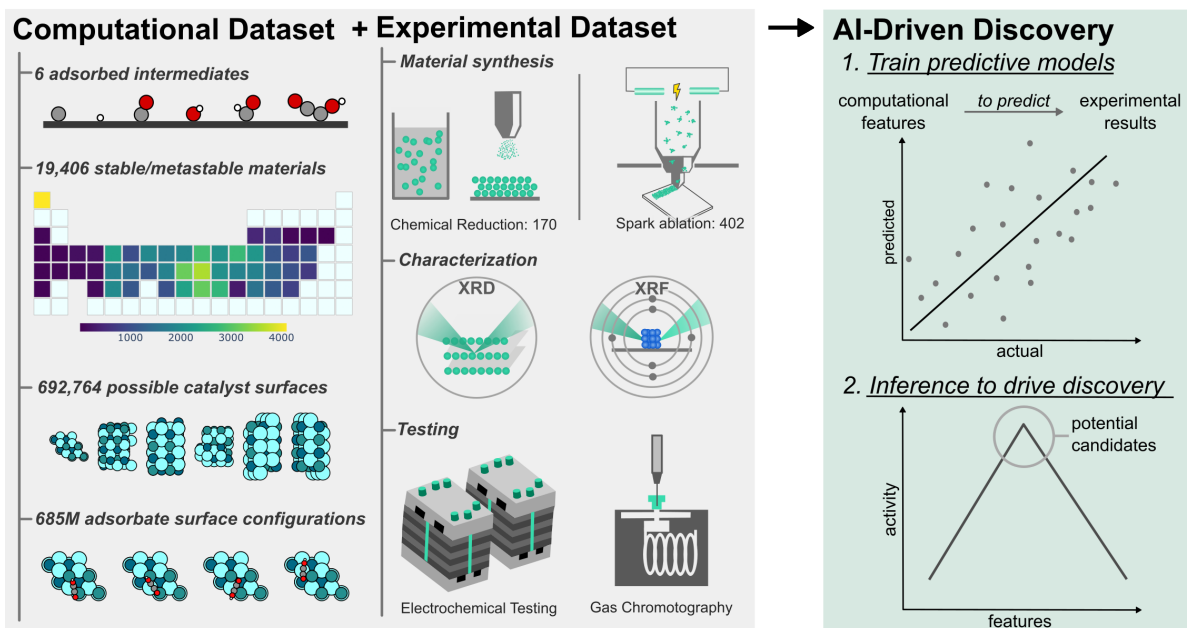 Computational Dataset + Experimental Dataset
AI-Driven Discovery
6 adsorbed intermediates
19,406 stable/metastable materials
1000 2000 3000 4000
692,764 possible catalyst surfaces
685M adsorbate surface configurations
Material synthesis
Chemical Reduction: 170
Spark ablation: 402
Characterization
XRD
XRF
Testing
Electrochemical Testing
Gas Chromotography
1. Train predictive models
computational
features
to predict
experimental
results
predicted
actual
2. Inference to drive discovery
potential
candidates
activity
features